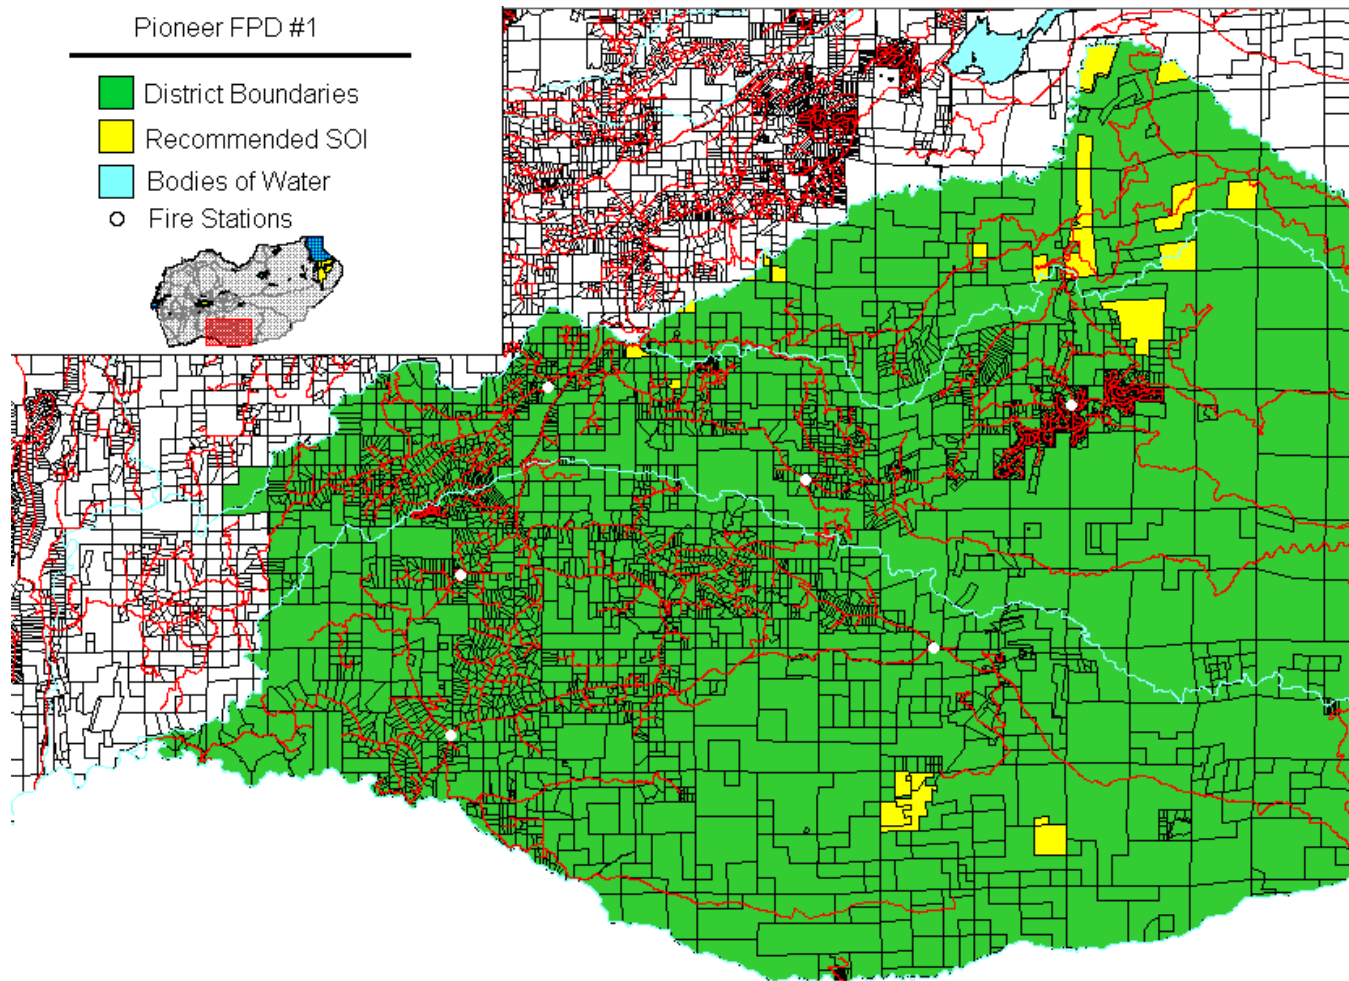 Pioneer FPD #1
District Boundaries
Recommended SOI
Bodies of Water
Fire Stations